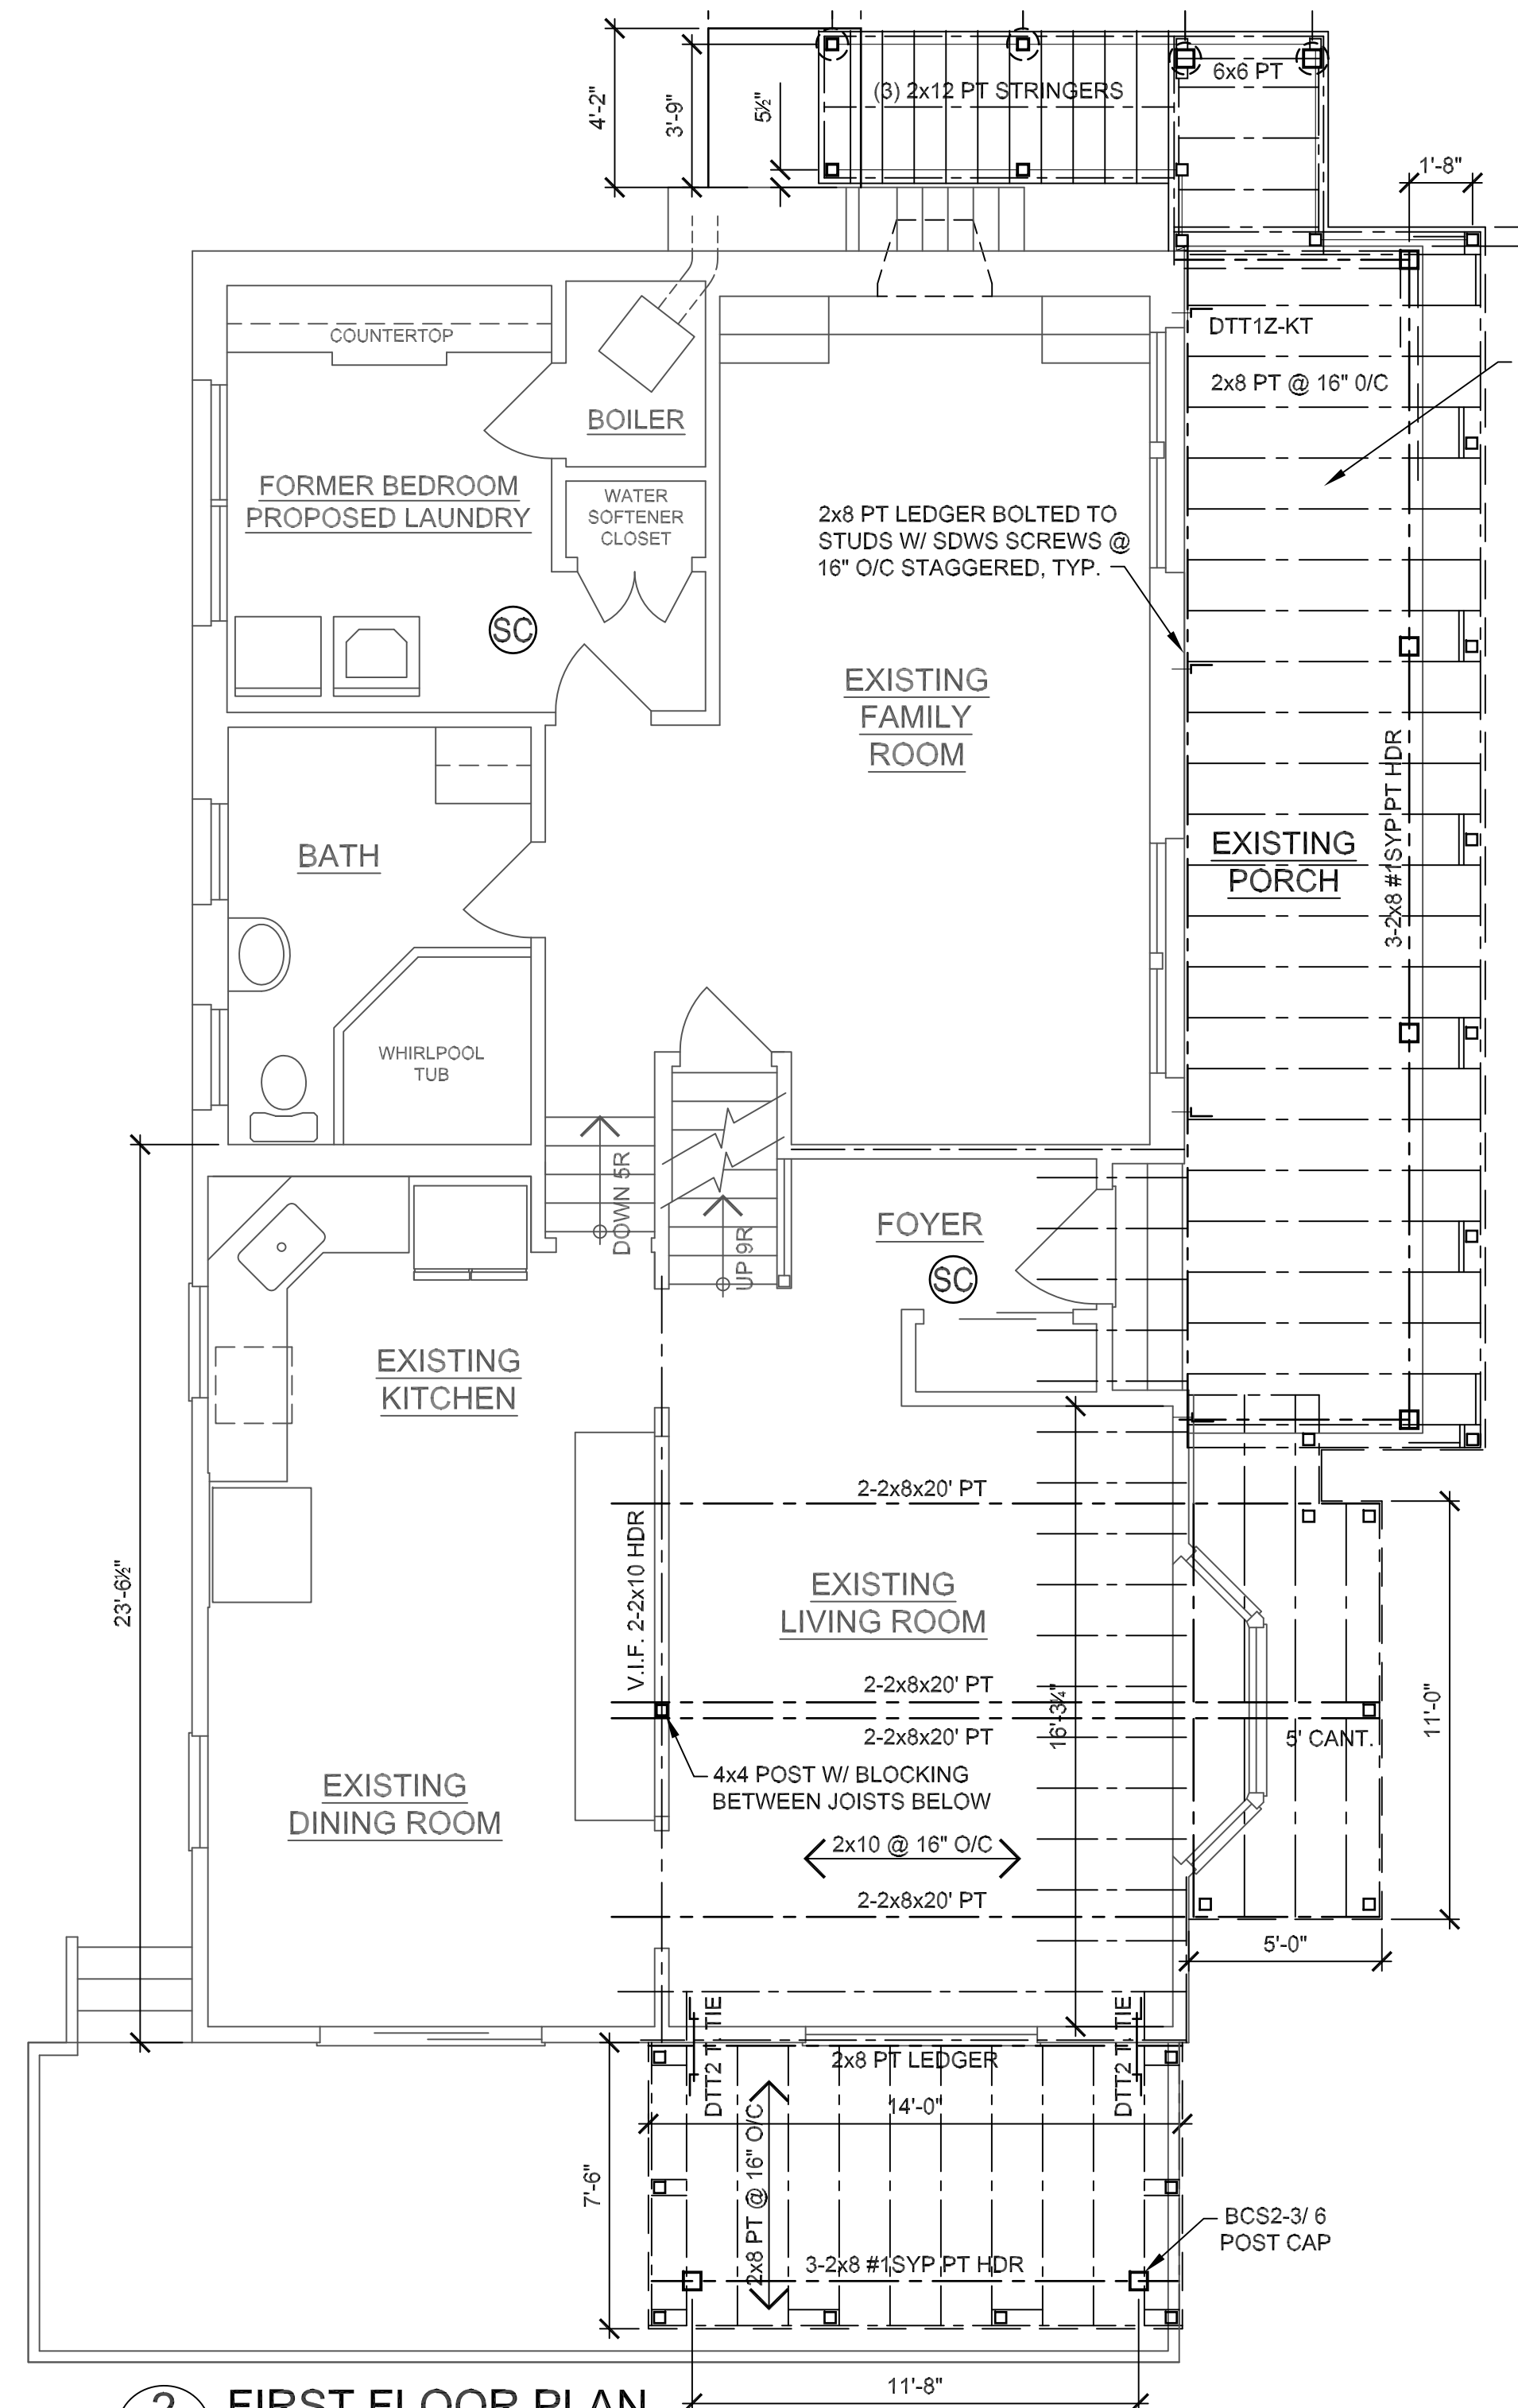 4'-2"
3'-9"
5½"
(3) 2x12 PT STRINGERS
6x6 PT
1'-8"
COUNTERTOP
BOILER
DTT1Z-KT
2x8 PT @ 16" 0/C
FORMER BEDROOM
PROPOSED LAUNDRY
WATER
SOFTENER
CLOSET
2x8 PT LEDGER BOLTED TO
STUDS W/ SDWS SCREWS @
16" O/C STAGGERED, TYP.
SC
EXISTING
FAMILY
ROOM
3-2x8 #1SYP PT HDR
EXISTING
PORCH
BATH
WHIRLPOOL
TUB
DOWN 5R
UP 9R
FOYER
SC
EXISTING
KITCHEN
23'-6½"
2-2x8x20' PT
V.I.F. 2-2x10 HDR
EXISTING
LIVING ROOM
2-2x8x20' PT
16'-3¼"
2-2x8x20' PT
5' CANT.
11'-0"
4x4 POST W/ BLOCKING
BETWEEN JOISTS BELOW
EXISTING
DINING ROOM
2x10 @ 16" O/C
2-2x8x20' PT
5'-0"
2x8 PT LEDGER
14'-0"
2x8 PT @ 16" O/C
7'-6"
BCS2-3/ 6
POST CAP
3-2x8 #1SYP PT HDR
11'-8"
2
FIRST FLOOR PLAN